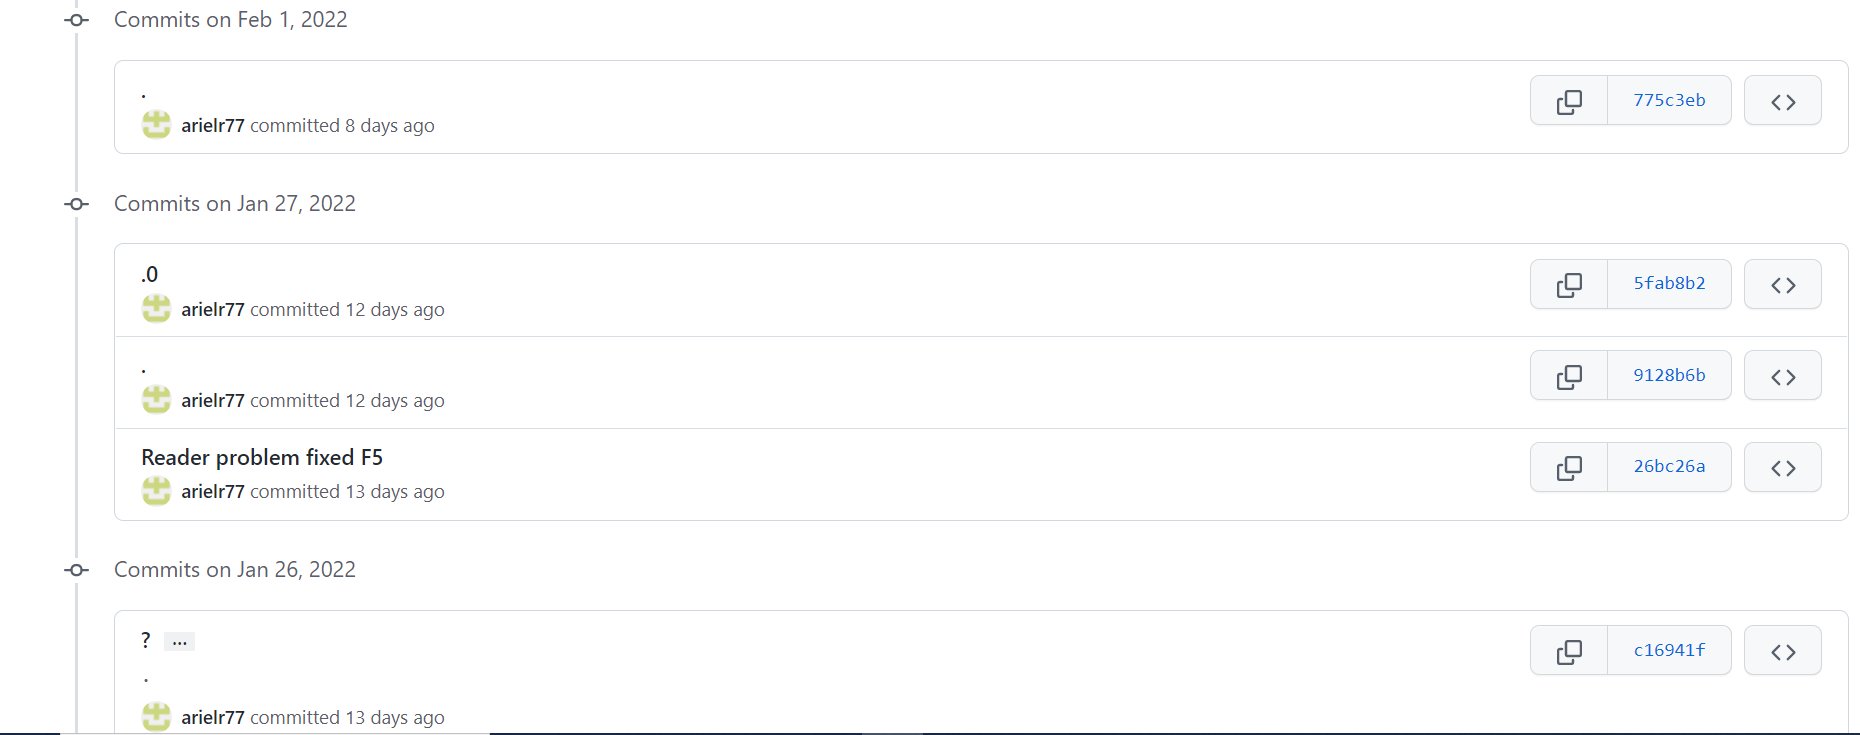 Commits on Feb 1, 2022
.
arielr77 committed 8 days ago
775c3eb
Commits on Jan 27, 2022
.0
arielr77 committed 12 days ago
5fab8b2
.
arielr77 committed 12 days ago
9128b6b
Reader problem fixed F5
arielr77 committed 13 days ago
26bc26a
Commits on Jan 26, 2022
? ...
.
arielr77 committed 13 days ago
c16941f